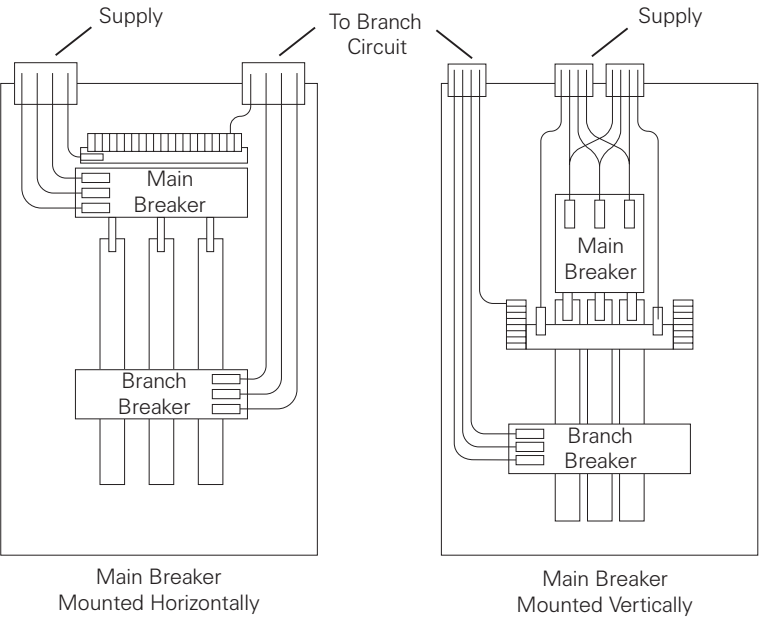 Supply
To Branch
Circuit
Supply
Main
Breaker
Branch
Breaker
Main
Breaker
Branch
Breaker
Main Breaker
Mounted Horizontally
Main Breaker
Mounted Vertically